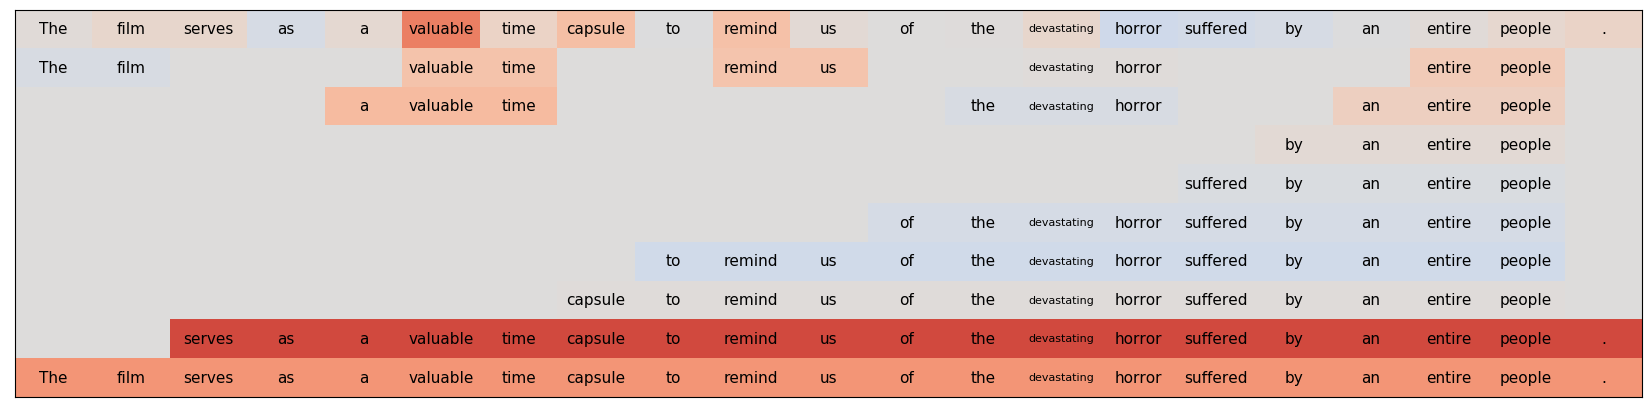 The film serves as a valuable time capsule to remind us of the devastating horror suffered by an entire people .
The film valuable time remind us devastating horror entire people
a valuable time the devastating horror an entire people
by an entire people
suffered by an entire people
of the devastating horror suffered by an entire people
to remind us of the devastating horror suffered by an entire people
capsule to remind us of the devastating horror suffered by an entire people
serves as a valuable time capsule to remind us of the devastating horror suffered by an entire people .
The film serves as a valuable time capsule to remind us of the devastating horror suffered by an entire people .